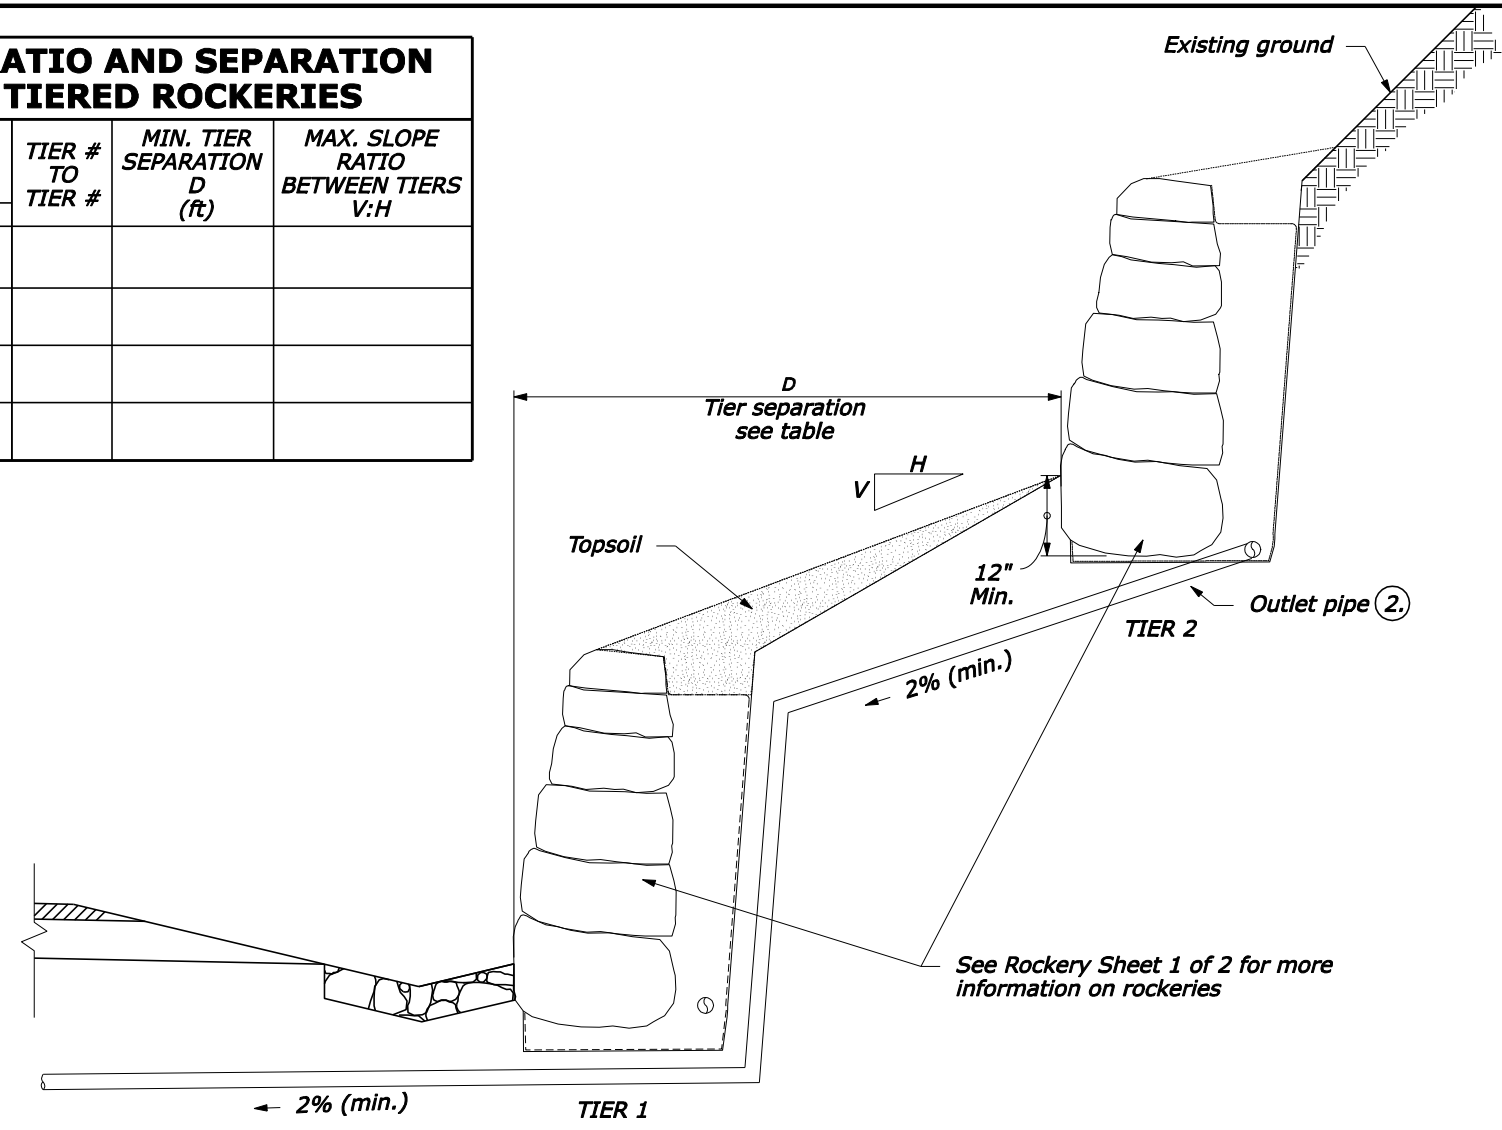 ATIO AND SEPARATION
TIERED ROCKERIES
TIER #
TO
TIER #
MIN. TIER
SEPARATION
D
(ft)
MAX. SLOPE
RATIO
BETWEEN TIERS
V:H
Existing ground
D
Tier separation
see table
H
V
Topsoil
12"
Min.
Outlet pipe 2.
TIER 2
2% (min.)
See Rockery Sheet 1 of 2 for more
information on rockeries
2% (min.)
TIER 1